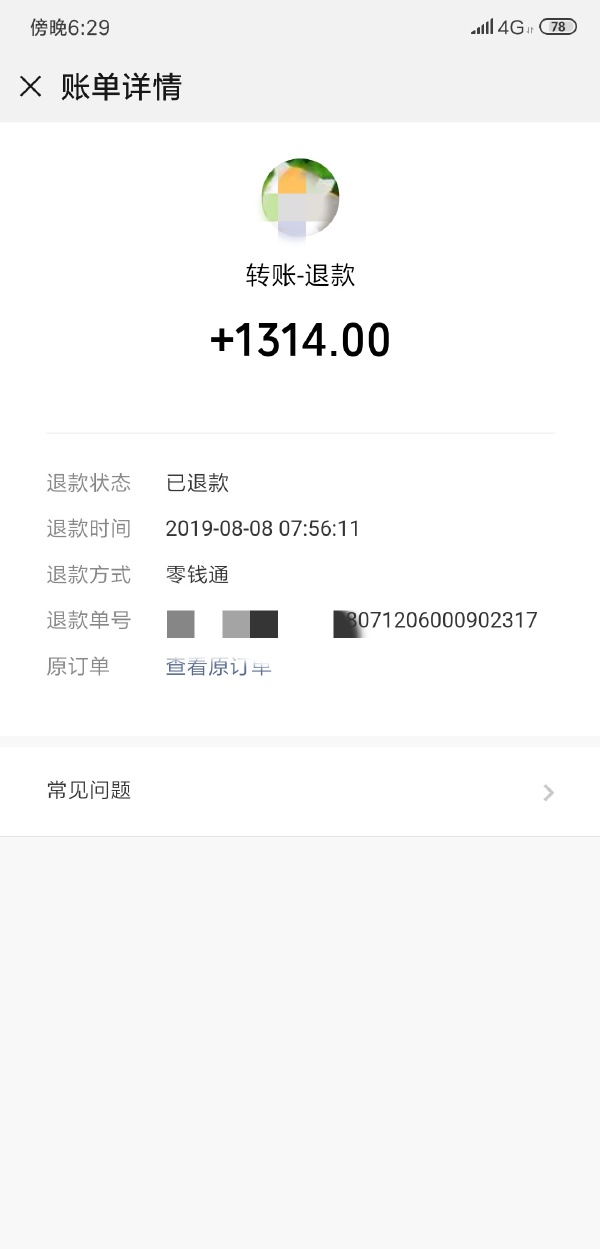 傍晚6:29 4G 78
账单详情
转账-退款
+1314.00
退款状态 已退款
退款时间 2019-08-08 07:56:11
退款方式 零钱通
退款单号 071206000902317
原订单 查看原订单
常见问题